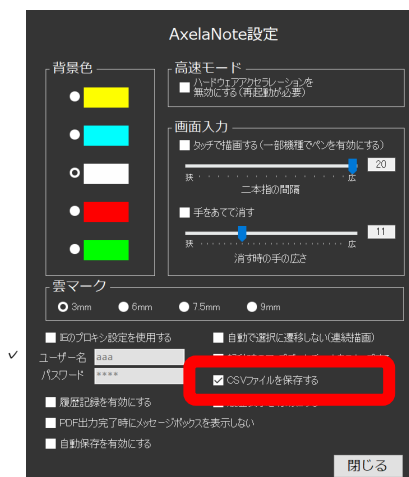 AxelaNote設定
背景色
高速モード
ハードウェアアクセラレーションを
無効にする(再起動が必要)
画面入力
タッチで描画する(一部機種でペンを有効にする)
20
狭 広
二本指の間隔
手をあてて消す
11
狭 広
消す時の手の広さ
雲マーク
3mm 6mm 7.5mm 9mm
IEのプロキシ設定を使用する
自動で選択に遷移しない(連続描画)
ユーザー名 aaa
パスワード ****
CSVファイルを保存する
履歴記録を有効にする
PDF出力完了時にメッセージボックスを表示しない
自動保存を有効にする
閉じる